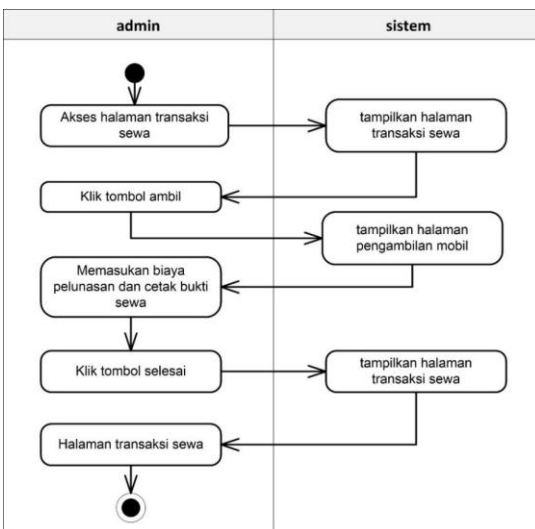 admin
sistem
Akses halaman transaksi
sewa
tampilkan halaman
transaksi sewa
Klik tombol ambil
tampilkan halaman
pengambilan mobil
Memasukan biaya
pelunasan dan cetak bukti
sewa
Klik tombol selesai
tampilkan halaman
transaksi sewa
Halaman transaksi sewa